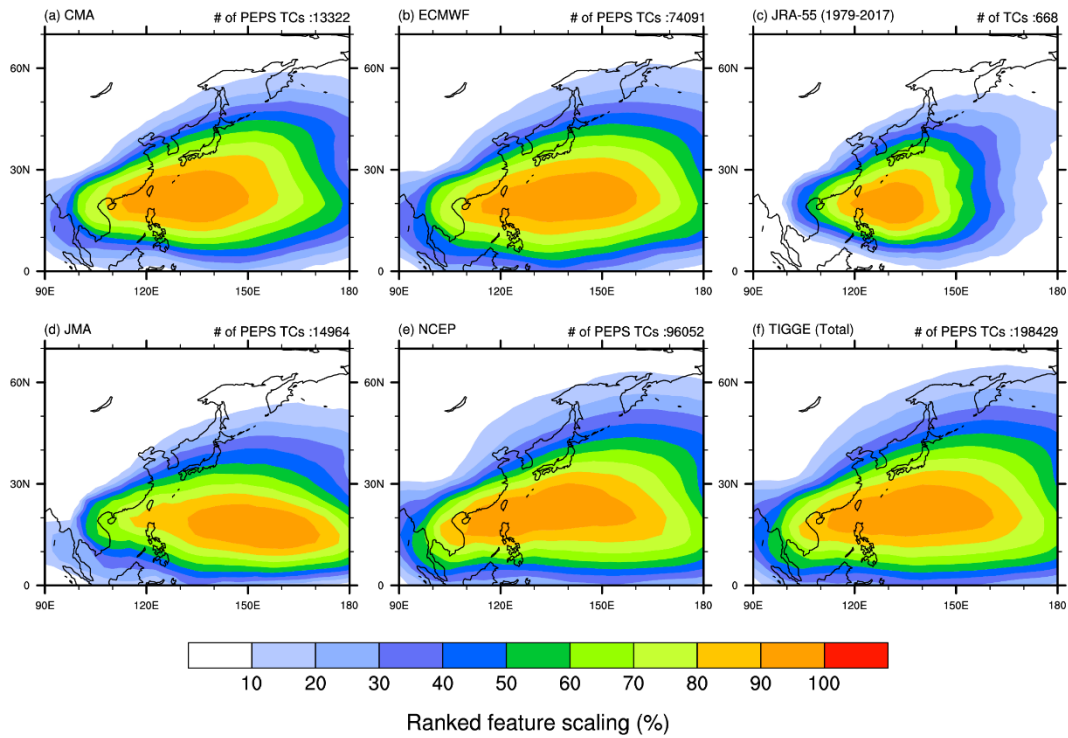 (a) CMA # of PEPS TCs :13322
(b) ECMWF # of PEPS TCs :74091
(c) JRA-55 (1979-2017) # of TCs :668
60N
30N
0
90E 120E 150E 180
60N
30N
0
90E 120E 150E 180
60N
30N
0
90E 120E 150E 180
(d) JMA # of PEPS TCs :14964
(e) NCEP # of PEPS TCs :96052
(f) TIGGE (Total) # of PEPS TCs :198429
60N
30N
0
90E 120E 150E 180
60N
30N
0
90E 120E 150E 180
60N
30N
0
90E 120E 150E 180
10 20 30 40 50 60 70 80 90 100
Ranked feature scaling (%)